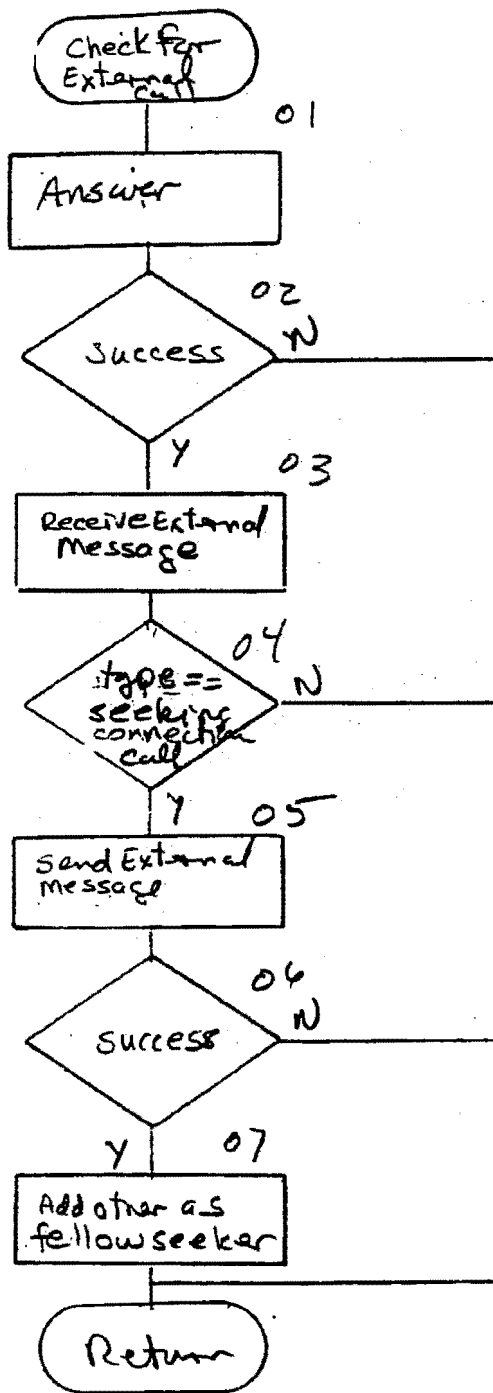 Check for
External
call
01
Answer
02
Success
N
Y
03
Receive External
Message
04
type ==
seeking
connection
call
N
Y
05
Send External
Message
06
success
N
Y
07
Add other as
fellow seeker
Return